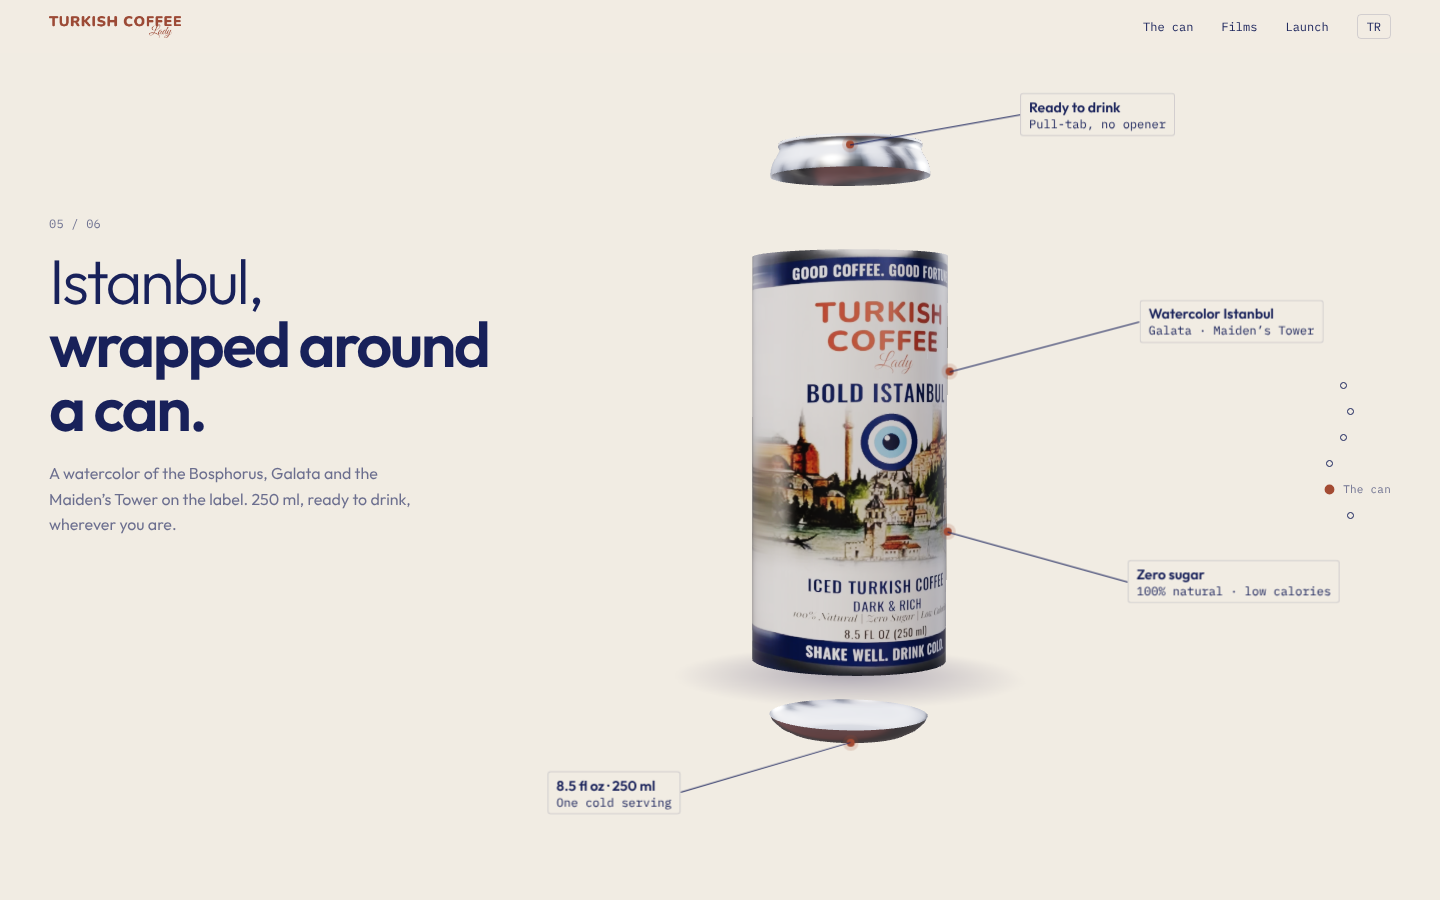 TURKISH COFFEE
Lady
The can
Films
Launch
TR
05 / 06
Istanbul,
wrapped around
a can.
A watercolor of the Bosphorus, Galata and the
Maiden’s Tower on the label. 250 ml, ready to drink,
wherever you are.
Ready to drink
Pull-tab, no opener
GOOD COFFEE. GOOD
TURKISH
COFFEE
Lady
BOLD ISTANBUL
ICED TURKISH COFFEE
DARK & RICH
100% Natural | Zero Sugar |
8.5 FL OZ (250 ml)
SHAKE WELL. DRINK COLD.
Watercolor Istanbul
Galata · Maiden’s Tower
The can
Zero sugar
100% natural · low calories
8.5 fl oz · 250 ml
One cold serving